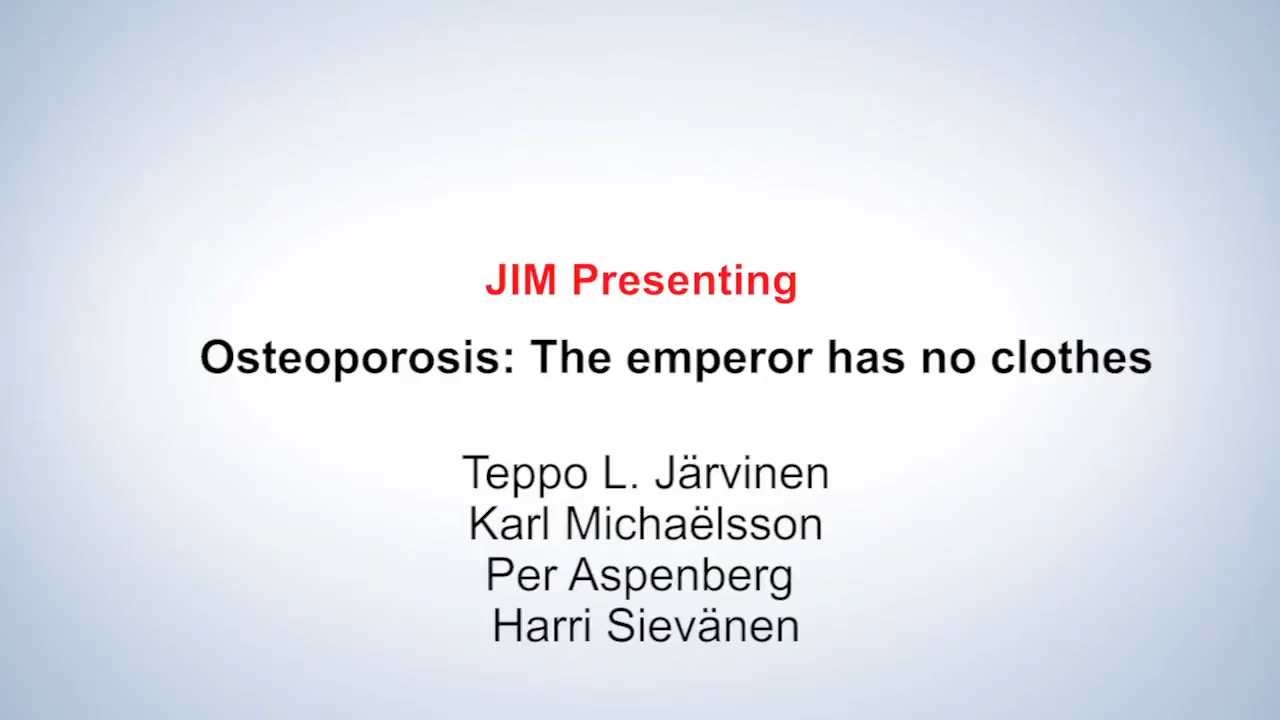 JIM Presenting
Osteoporosis: The emperor has no clothes
Teppo L. Järvinen
Karl Michaëlsson
Per Aspenberg
Harri Sievänen